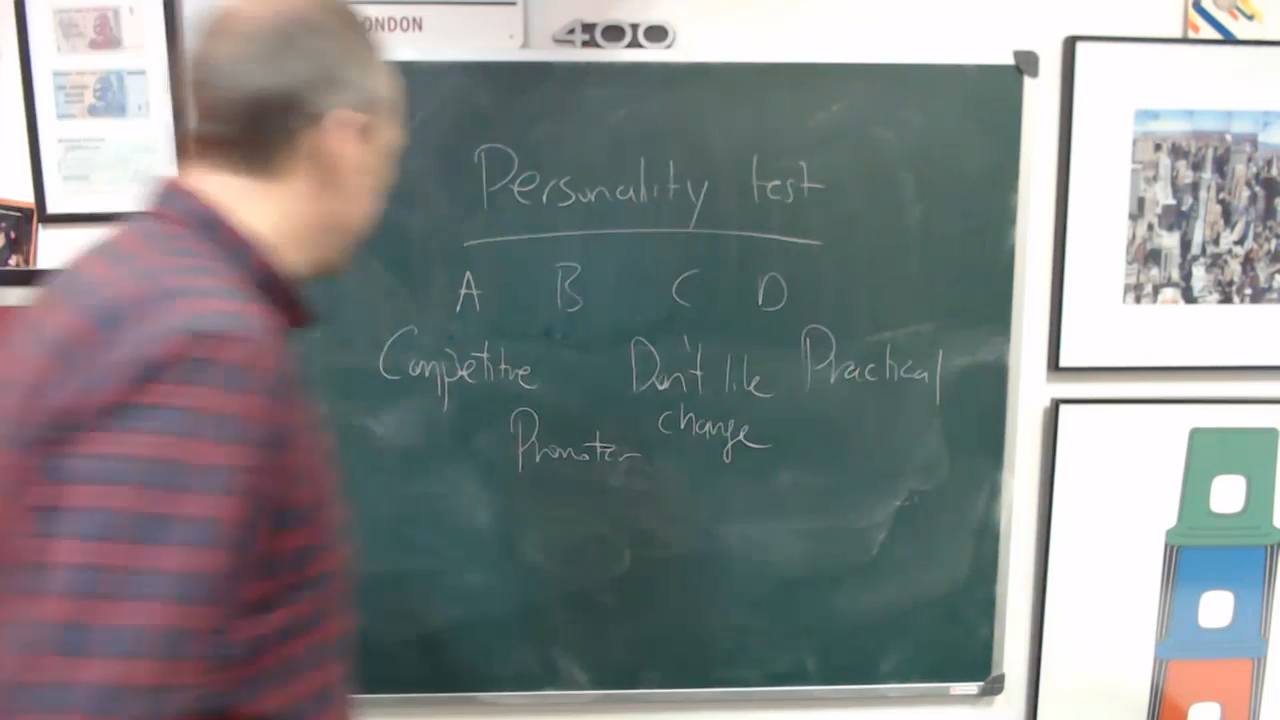 ONDON
400
Personality test
A B C D
Competitive Don't like Practical
change
Promoter